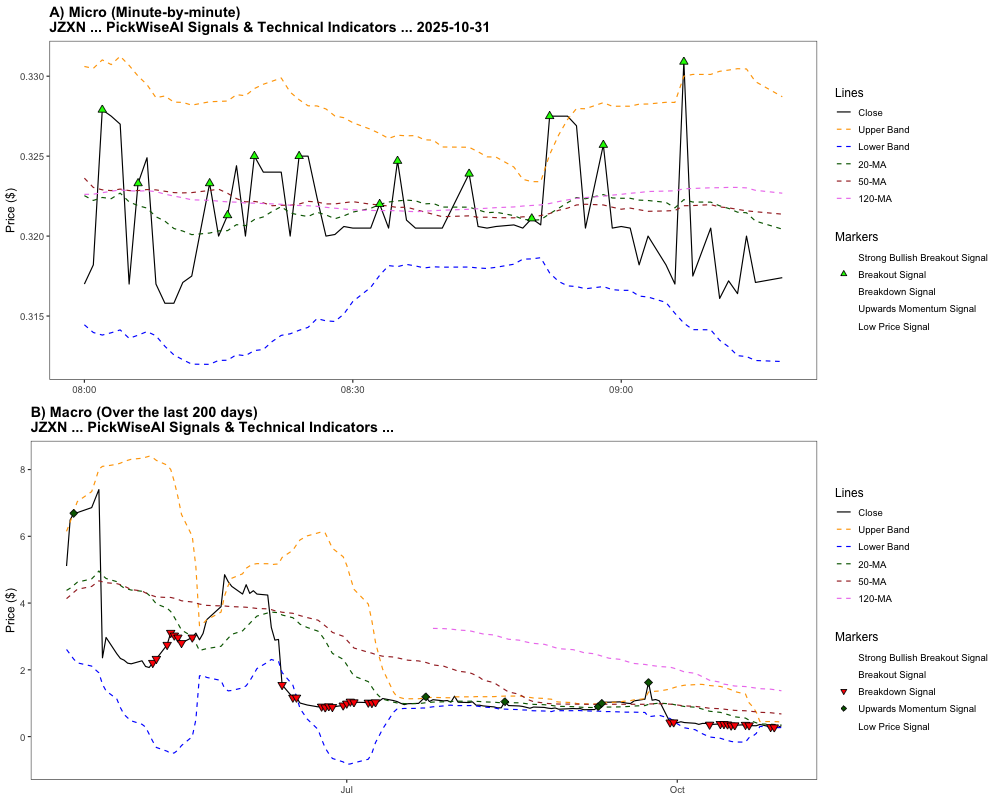 A) Micro (Minute-by-minute)
JZXN ... PickWiseAI Signals & Technical Indicators ... 2025-10-31
Price ($)
0.330
0.325
0.320
0.315
08:00
08:30
09:00
Lines
Close
Upper Band
Lower Band
20-MA
50-MA
120-MA
Markers
Strong Bullish Breakout Signal
Breakout Signal
Breakdown Signal
Upwards Momentum Signal
Low Price Signal
B) Macro (Over the last 200 days)
JZXN ... PickWiseAI Signals & Technical Indicators ...
Price ($)
8
6
4
2
0
Jul
Oct
Lines
Close
Upper Band
Lower Band
20-MA
50-MA
120-MA
Markers
Strong Bullish Breakout Signal
Breakout Signal
Breakdown Signal
Upwards Momentum Signal
Low Price Signal